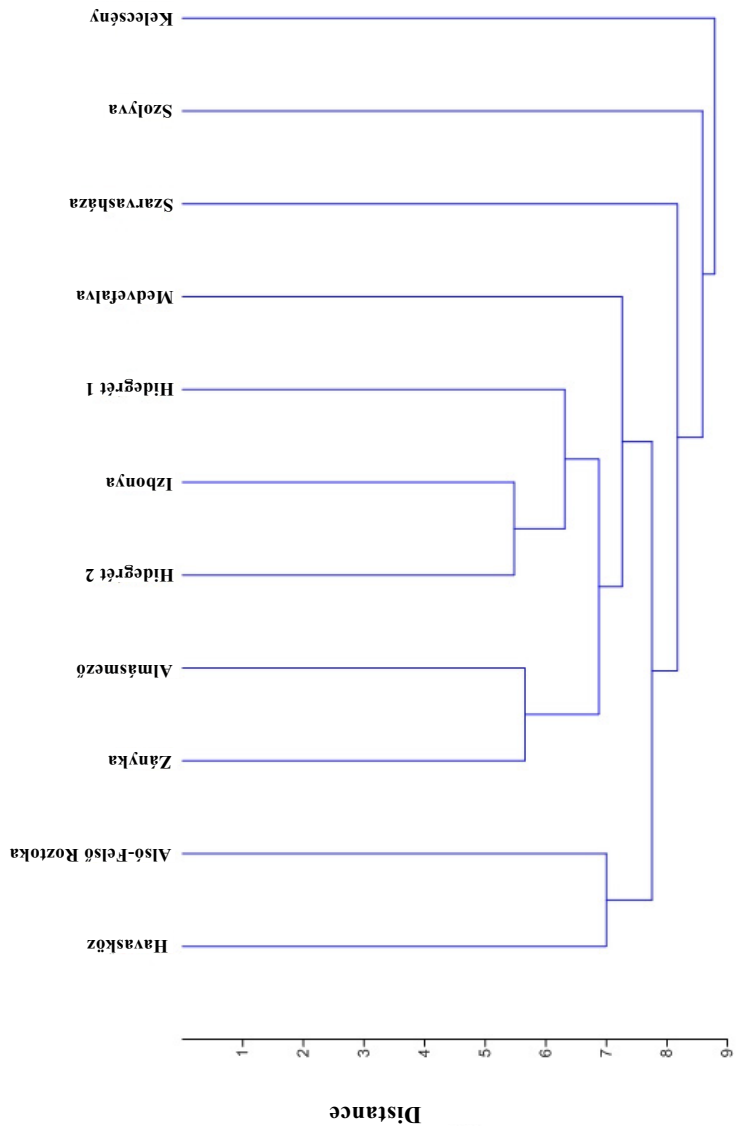 Kelecsény
Szolyva
Szarvasháza
Medvefalva
Hidegrét 1
Izbonya
Hidegrét 2
Almásmező
Zányka
Alsó-Felső Roztoka
Havasköz
1
2
3
4
5
6
7
8
9
Distance